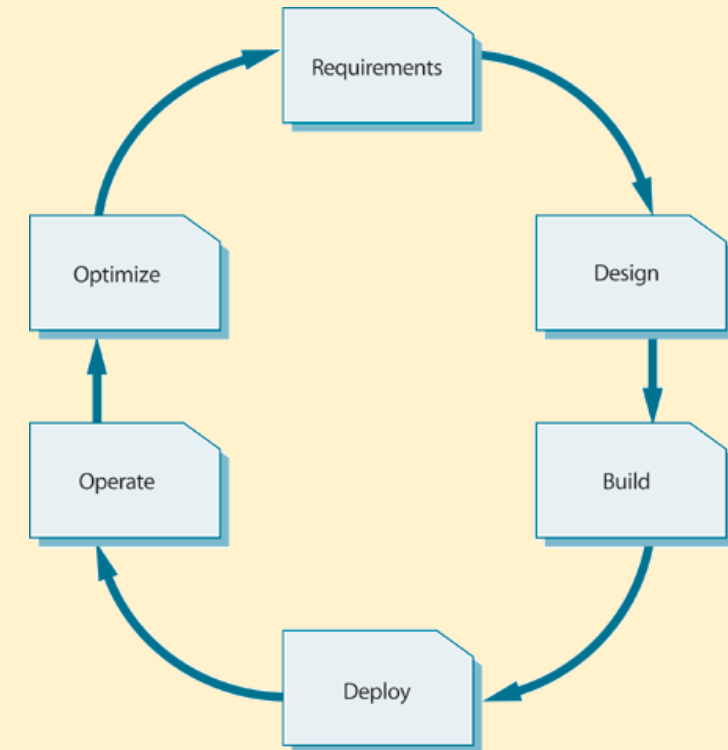 Requirements
Design
Build
Deploy
Operate
Optimize